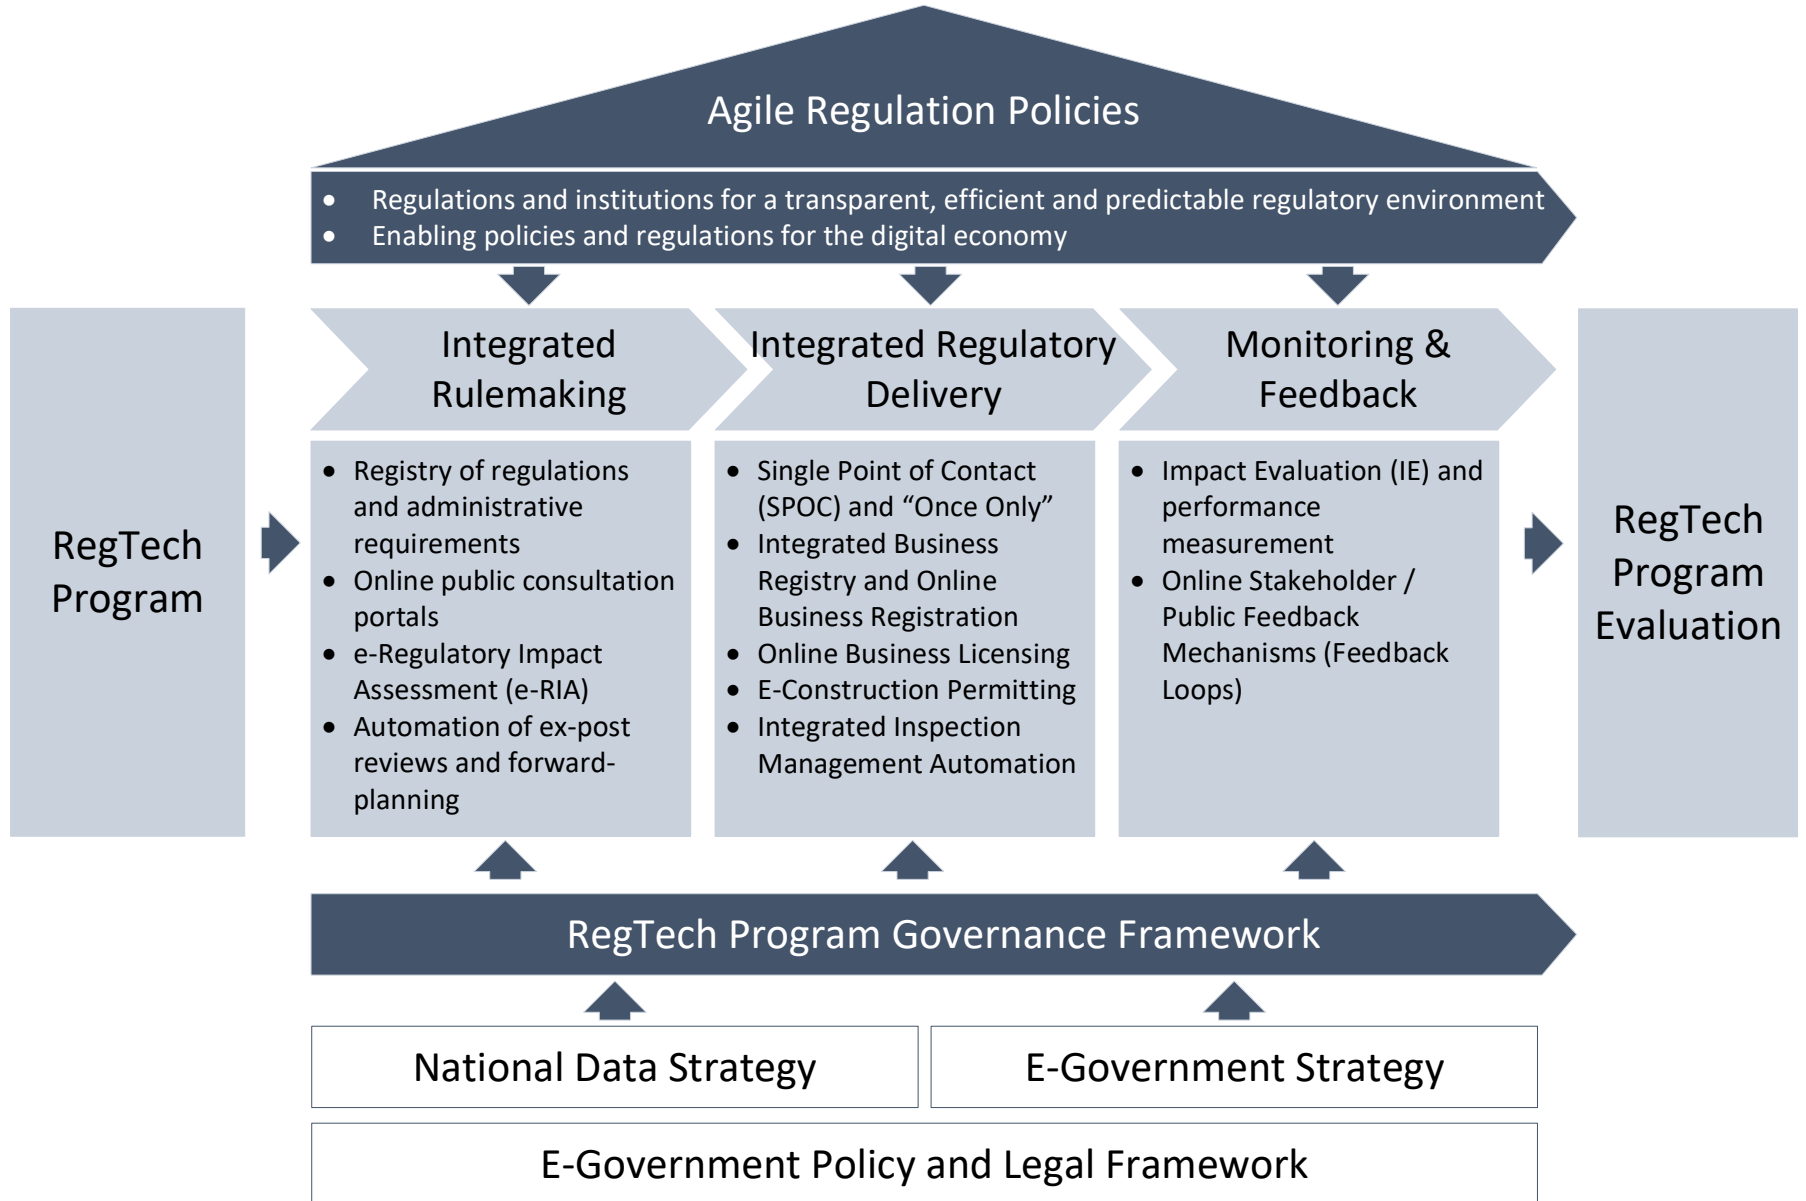 Agile Regulation Policies
• Regulations and institutions for a transparent, efficient and predictable regulatory environment
• Enabling policies and regulations for the digital economy
RegTech
Program
Integrated
Rulemaking
• Registry of regulations
and administrative
requirements
• Online public consultation
portals
• e-Regulatory Impact
Assessment (e-RIA)
• Automation of ex-post
reviews and forward-
planning
Integrated Regulatory
Delivery
• Single Point of Contact
(SPOC) and “Once Only”
• Integrated Business
Registry and Online
Business Registration
• Online Business Licensing
• E-Construction Permitting
• Integrated Inspection
Management Automation
Monitoring &
Feedback
• Impact Evaluation (IE) and
performance
measurement
• Online Stakeholder /
Public Feedback
Mechanisms (Feedback
Loops)
RegTech
Program
Evaluation
RegTech Program Governance Framework
National Data Strategy
E-Government Strategy
E-Government Policy and Legal Framework